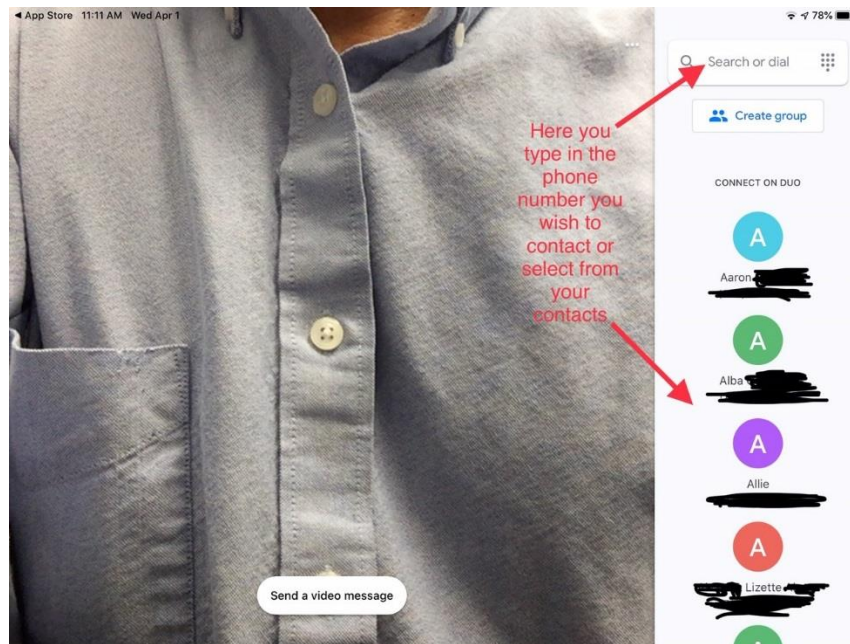 App Store 11:11 AM Wed Apr 1
78%
Search or dial
Create group
Here you
type in the
phone
number you
wish to
contact or
select from
your
contacts
CONNECT ON DUO
A
Aaron
A
Alba
A
Allie
A
Lizette
A
Send a video message